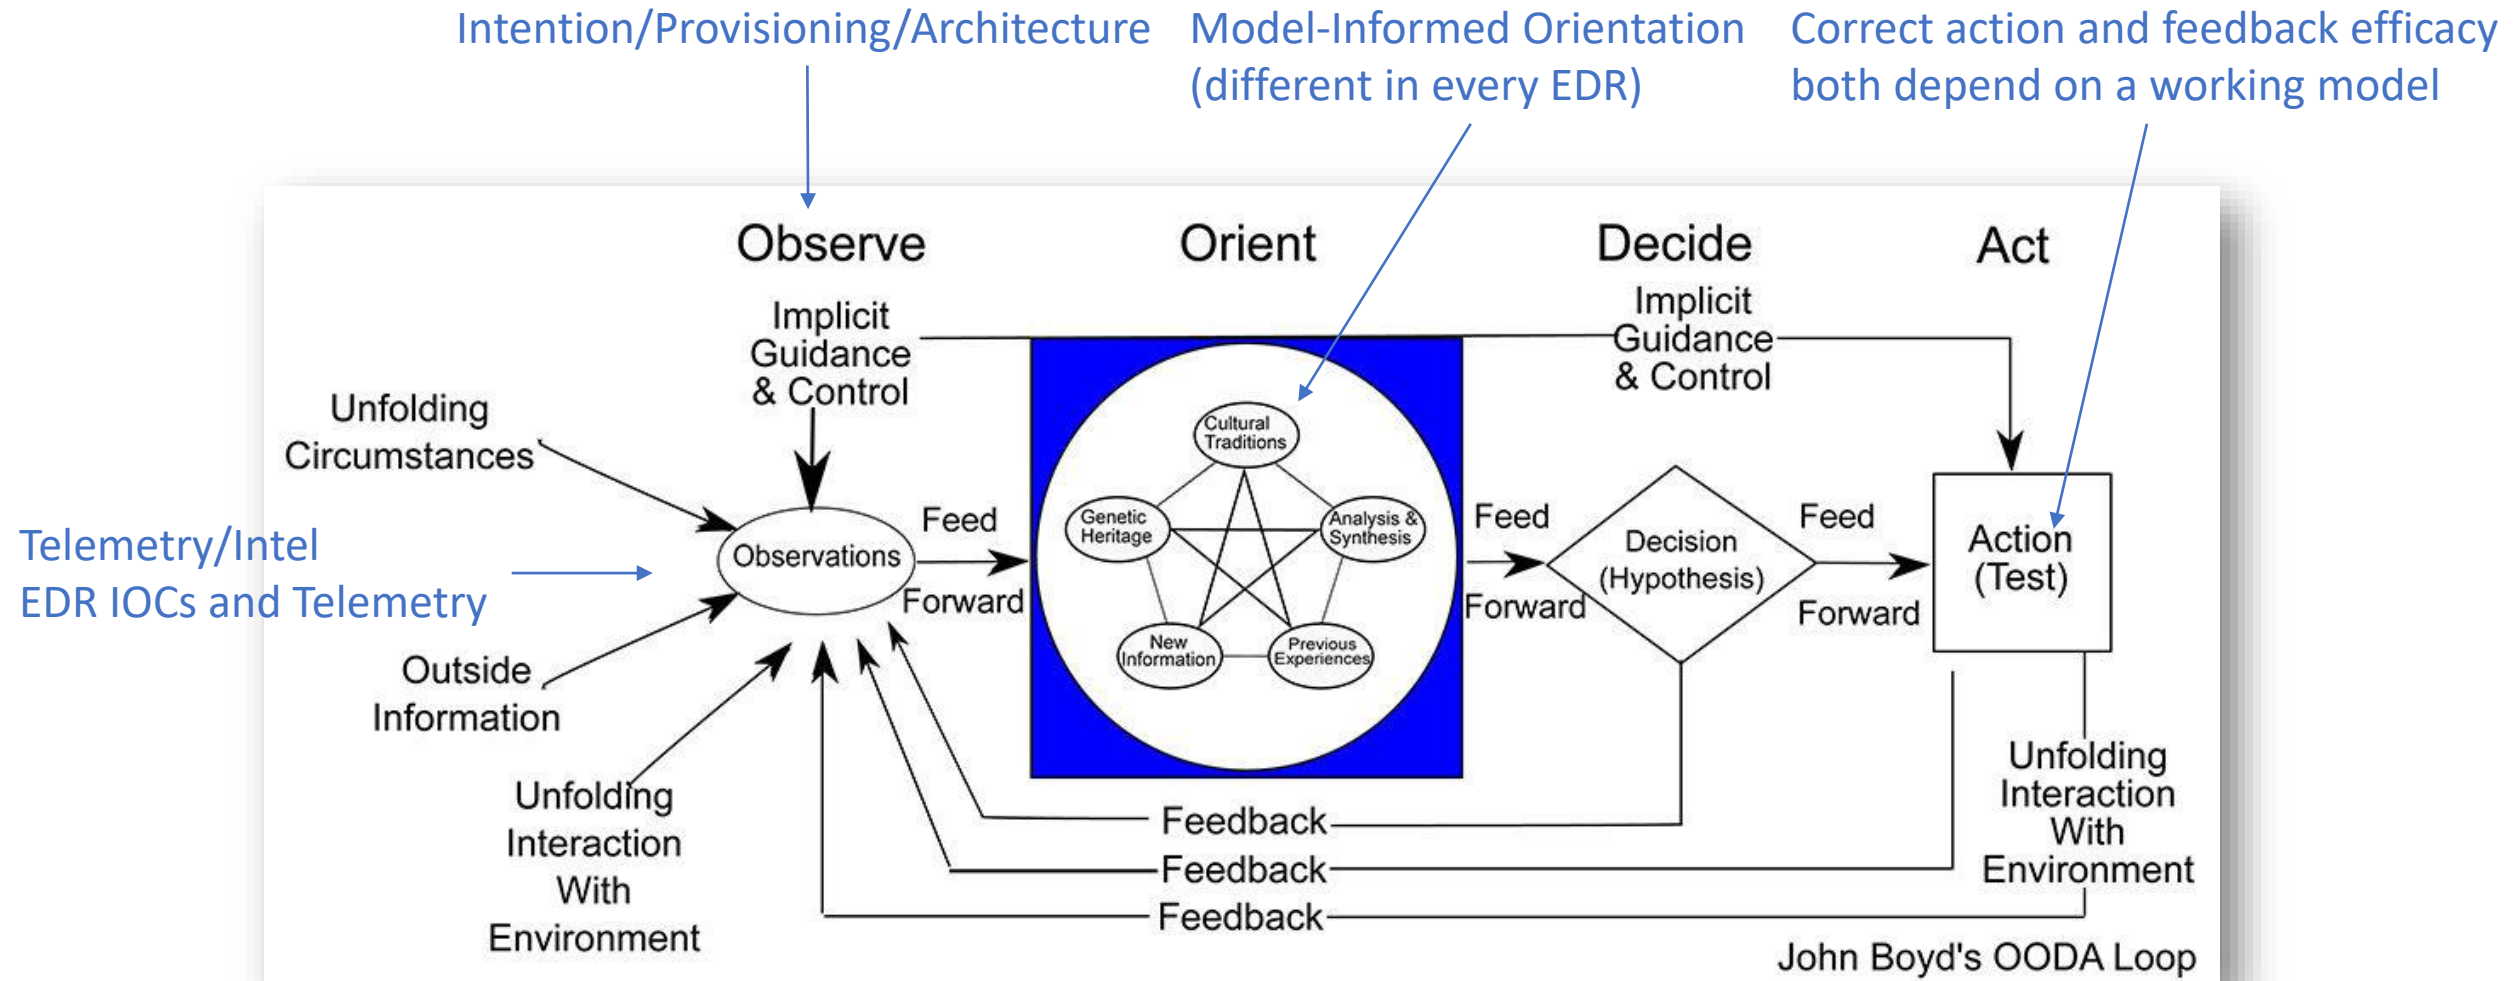 Intention/Provisioning/Architecture
Model-Informed Orientation
(different in every EDR)
Correct action and feedback efficacy
both depend on a working model
Observe
Orient
Decide
Act
Implicit
Guidance
& Control
Implicit
Guidance
& Control
Unfolding
Circumstances
Telemetry/Intel
EDR IOCs and Telemetry
Outside
Information
Unfolding
Interaction
With
Environment
Observations
Feed
Forward
Cultural
Traditions
Genetic
Heritage
Analysis &
Synthesis
New
Information
Previous
Experiences
Feed
Forward
Decision
(Hypothesis)
Feed
Forward
Action
(Test)
Unfolding
Interaction
With
Environment
Feedback
Feedback
Feedback
John Boyd's OODA Loop